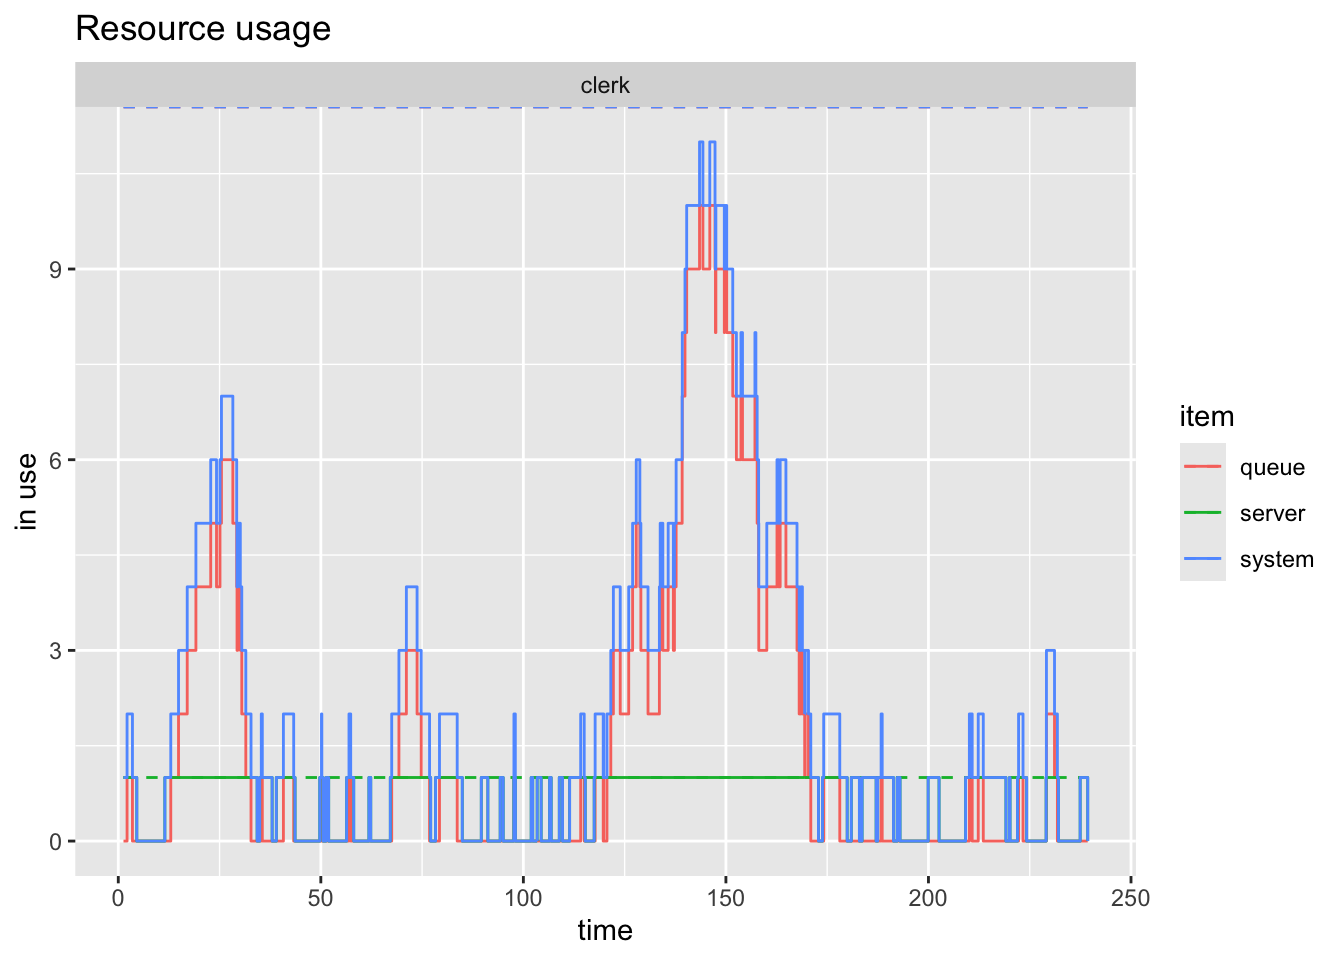 Resource usage
clerk
9
6
3
0
in use
0 50 100 150 200 250
time
item
queue
server
system